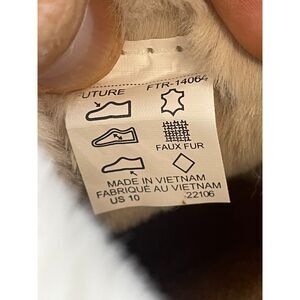 UTURE FTR-14064
FAUX FUR
MADE IN VIETNAM
FABRIQUÉ AU VIETNAM
US 10 22106